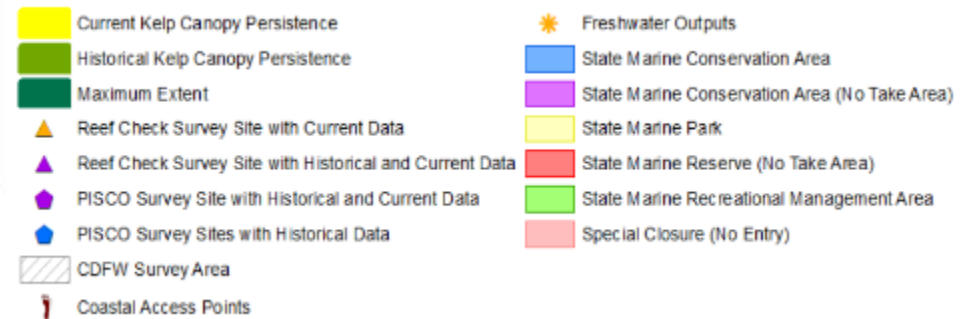 Current Kelp Canopy Persistence
Historical Kelp Canopy Persistence
Maximum Extent
Reef Check Survey Site with Current Data
Reef Check Survey Site with Historical and Current Data
PISCO Survey Site with Historical and Current Data
PISCO Survey Sites with Historical Data
CDFW Survey Area
Coastal Access Points
Freshwater Outputs
State Marine Conservation Area
State Marine Conservation Area (No Take Area)
State Marine Park
State Marine Reserve (No Take Area)
State Marine Recreational Management Area
Special Closure (No Entry)